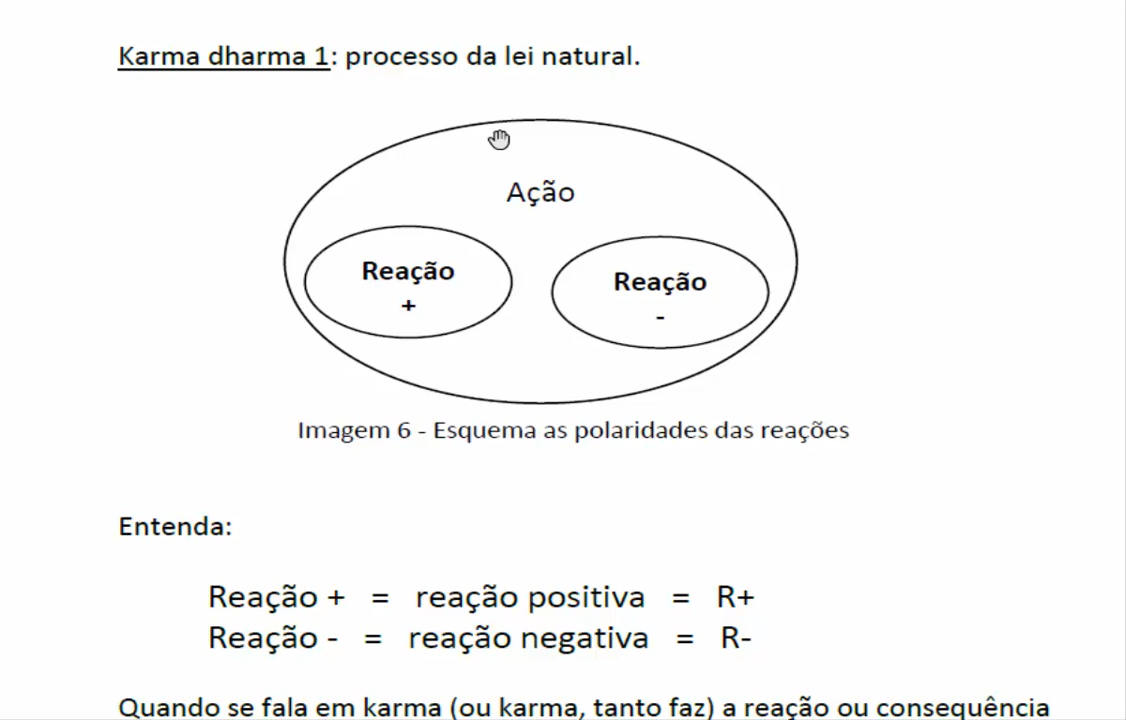 Karma dharma 1: processo da lei natural.
Ação
Reação
+
Reação
-
Imagem 6 - Esquema as polaridades das reações
Entenda:
Reação + = reação positiva = R+
Reação - = reação negativa = R-
Quando se fala em karma (ou karma, tanto faz) a reação ou consequência